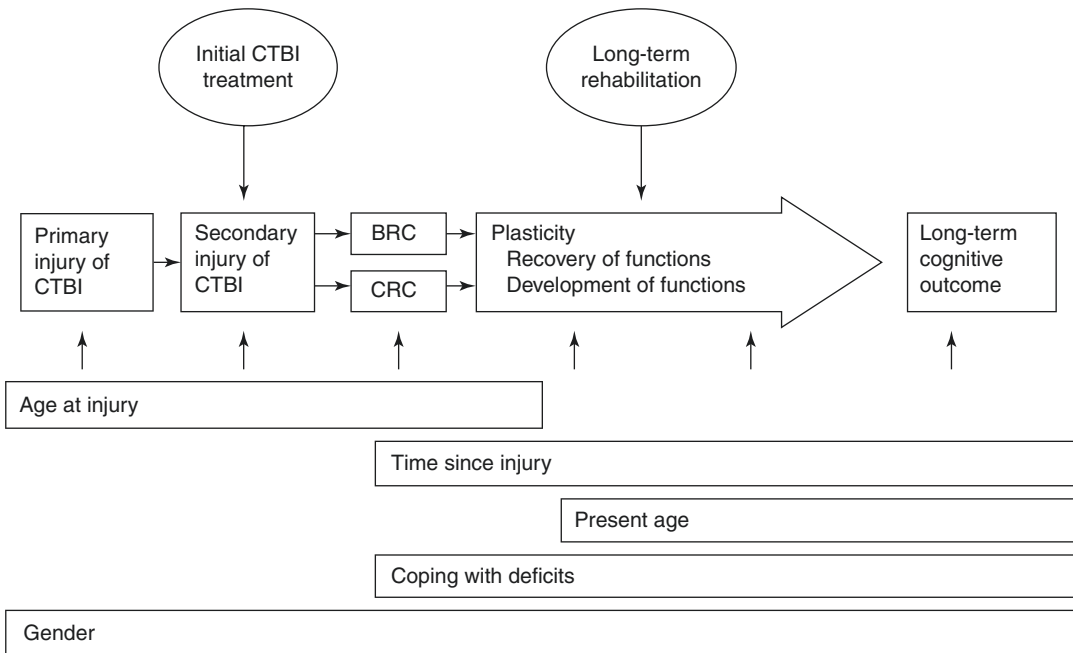 Initial CTBI
treatment
Long-term
rehabilitation
Primary
injury of
CTBI
Secondary
injury of
CTBI
BRC
CRC
Plasticity
Recovery of functions
Development of functions
Long-term
cognitive
outcome
Age at injury
Time since injury
Present age
Coping with deficits
Gender